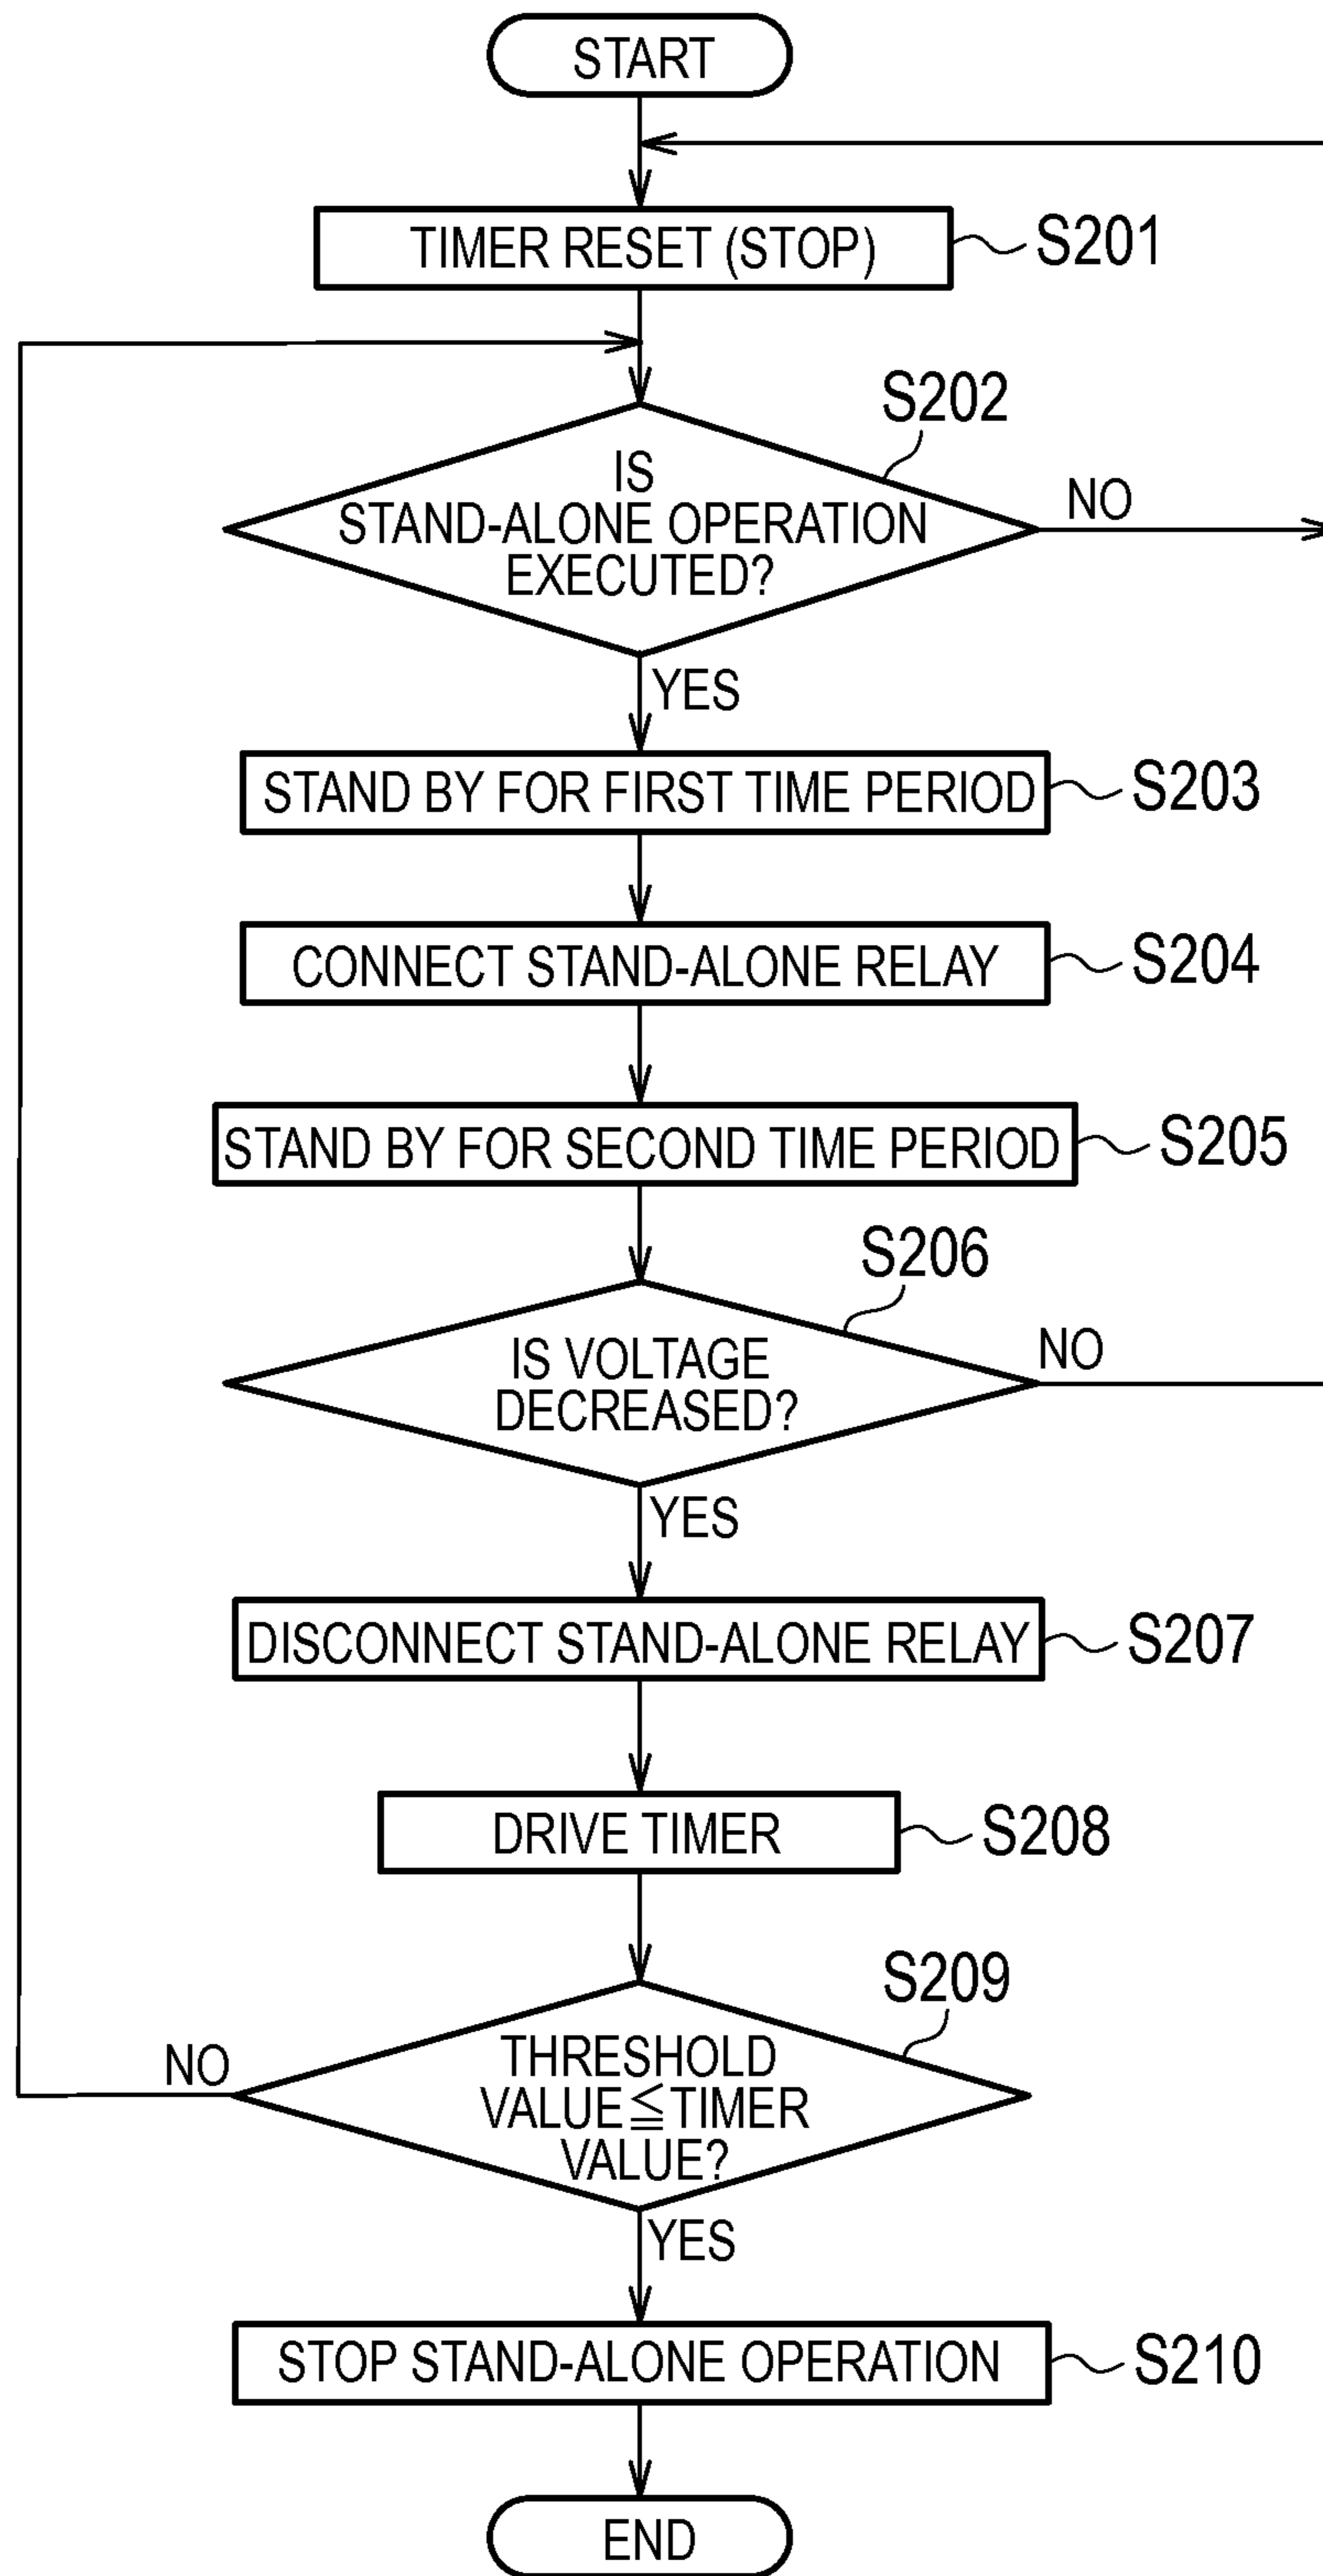 START
TIMER RESET (STOP)
S201
S202
IS
STAND-ALONE OPERATION
EXECUTED?
NO
YES
STAND BY FOR FIRST TIME PERIOD
S203
CONNECT STAND-ALONE RELAY
S204
STAND BY FOR SECOND TIME PERIOD
S205
S206
IS VOLTAGE
DECREASED?
NO
YES
DISCONNECT STAND-ALONE RELAY
S207
DRIVE TIMER
S208
S209
THRESHOLD
VALUE≦TIMER
VALUE?
NO
YES
STOP STAND-ALONE OPERATION
S210
END